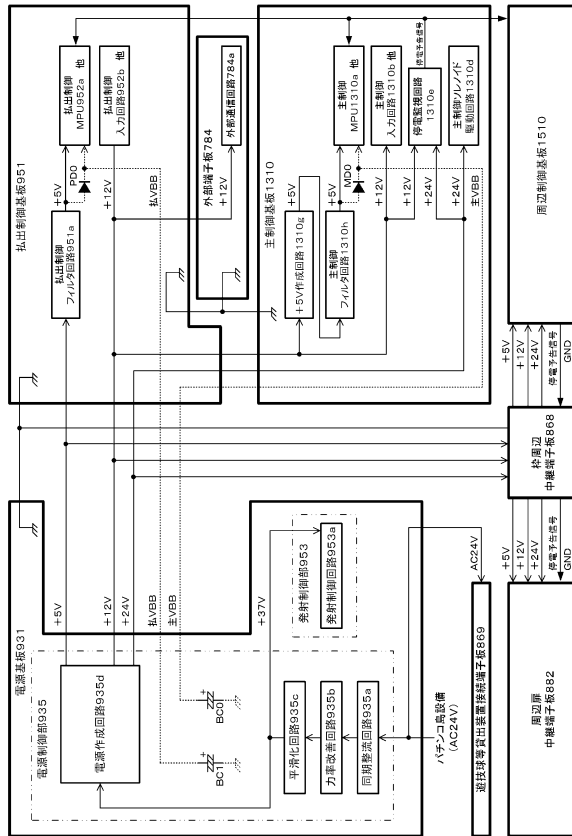 払出制御基板951
払出制御
MPU952a 他
払出制御
入力回路952b 他
+5V
PD0
+12V
払VBB
払出制御
フィルタ回路951a
外部端子板784
外部通信回路784a
+12V
主制御基板1310
主制御
MPU1310a 他
主制御
入力回路1310b 他
停電監視回路
1310e
停電予告信号
主制御ソレノイド
駆動回路1310d
+5V
MD0
+12V
+12V
+24V
+24V
主VBB
+5V
+5V作成回路1310g
主制御
フィルタ回路1310h
周辺制御基板1510
+5V
+12V
+24V
停電予告信号
GND
枠周辺
中継端子板868
+5V
+12V
+24V
停電予告信号
GND
周辺扉
中継端子板882
電源基板931
電源制御部935
電源作成回路935d
+5V
+12V
+24V
払VBB
主VBB
+37V
+
BC1
+
BC0
平滑化回路935c
力率改善回路935b
同期整流回路935a
発射制御部953
発射制御回路953a
AC24V
パチンコ島設備
(AC24V)
遊技球等貸出装置接続端子板869